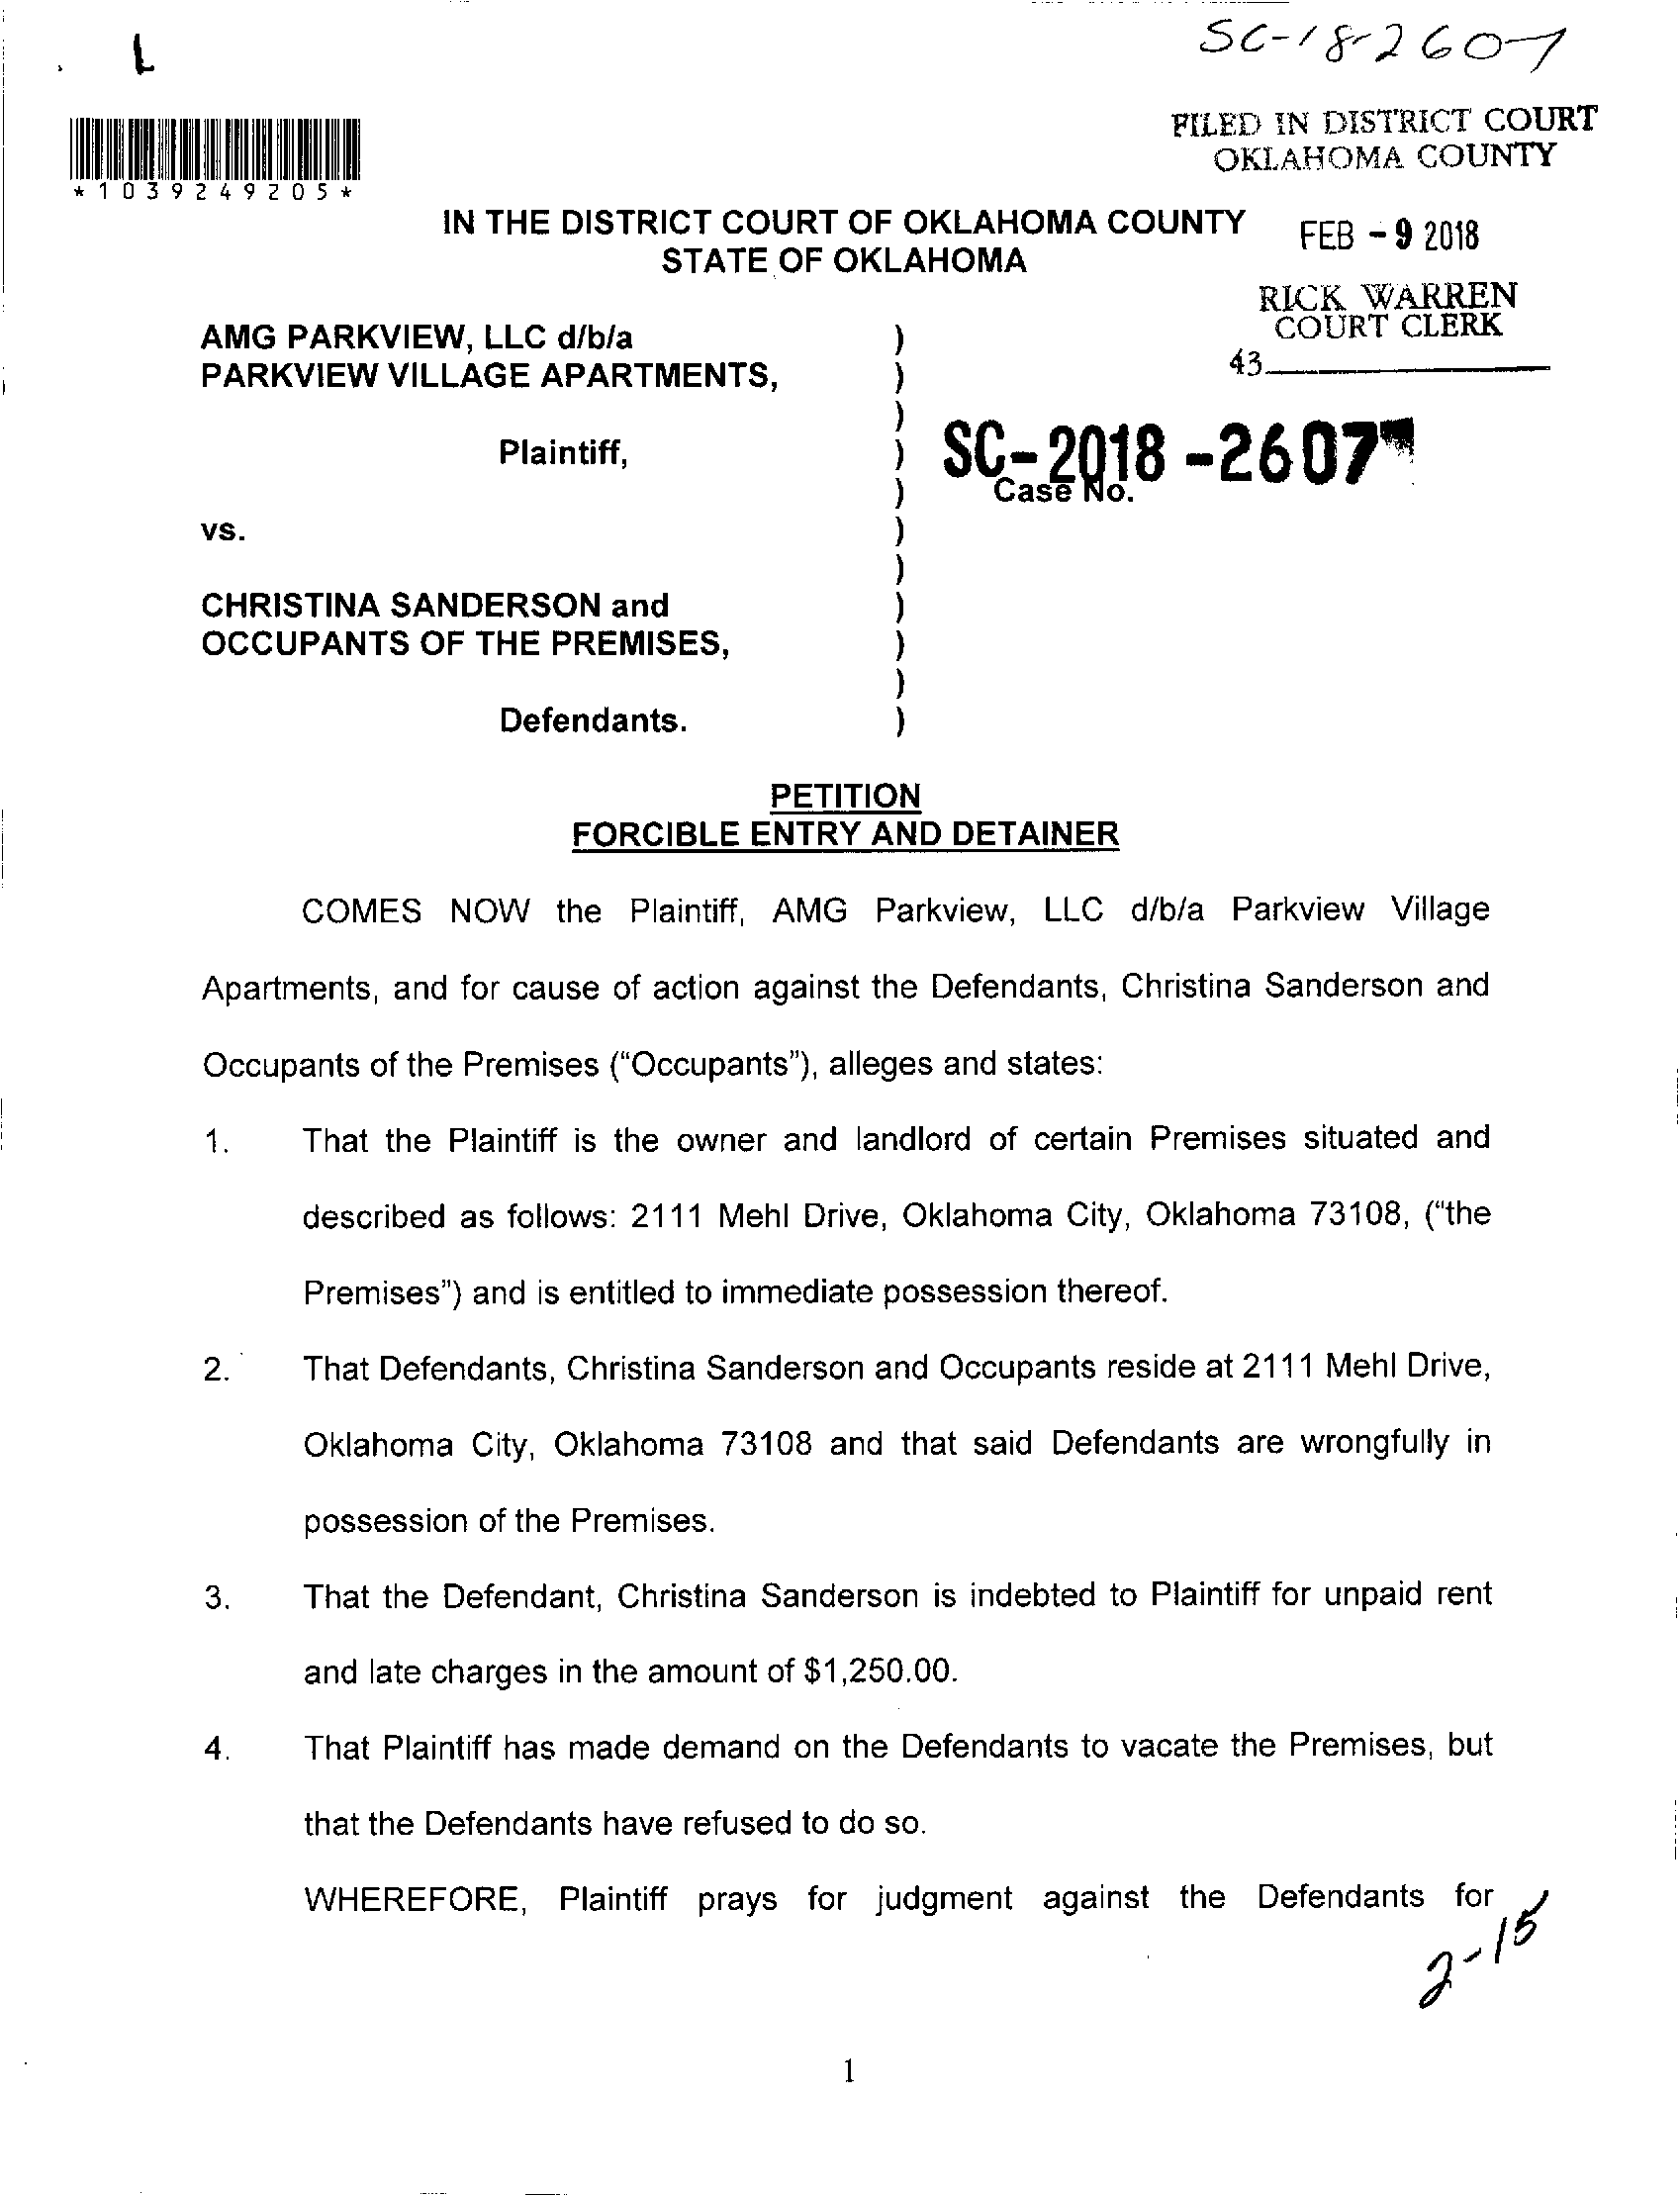 SC-18-2607
FILED IN DISTRICT COURT
OKLAHOMA COUNTY
*1039249205*
IN THE DISTRICT COURT OF OKLAHOMA COUNTY
STATE OF OKLAHOMA
FEB - 9 2018
RICK WARREN
COURT CLERK
43
AMG PARKVIEW, LLC d/b/a )
PARKVIEW VILLAGE APARTMENTS, )
)
Plaintiff, ) SC-2018-2607
) Case No.
vs. )
)
CHRISTINA SANDERSON and )
OCCUPANTS OF THE PREMISES, )
)
Defendants. )
PETITION
FORCIBLE ENTRY AND DETAINER
COMES NOW the Plaintiff, AMG Parkview, LLC d/b/a Parkview Village
Apartments, and for cause of action against the Defendants, Christina Sanderson and
Occupants of the Premises (“Occupants”), alleges and states:
1. That the Plaintiff is the owner and landlord of certain Premises situated and
described as follows: 2111 Mehl Drive, Oklahoma City, Oklahoma 73108, (“the
Premises”) and is entitled to immediate possession thereof.
2. That Defendants, Christina Sanderson and Occupants reside at 2111 Mehl Drive,
Oklahoma City, Oklahoma 73108 and that said Defendants are wrongfully in
possession of the Premises.
3. That the Defendant, Christina Sanderson is indebted to Plaintiff for unpaid rent
and late charges in the amount of $1,250.00.
4. That Plaintiff has made demand on the Defendants to vacate the Premises, but
that the Defendants have refused to do so.
WHEREFORE, Plaintiff prays for judgment against the Defendants for
2-15
1